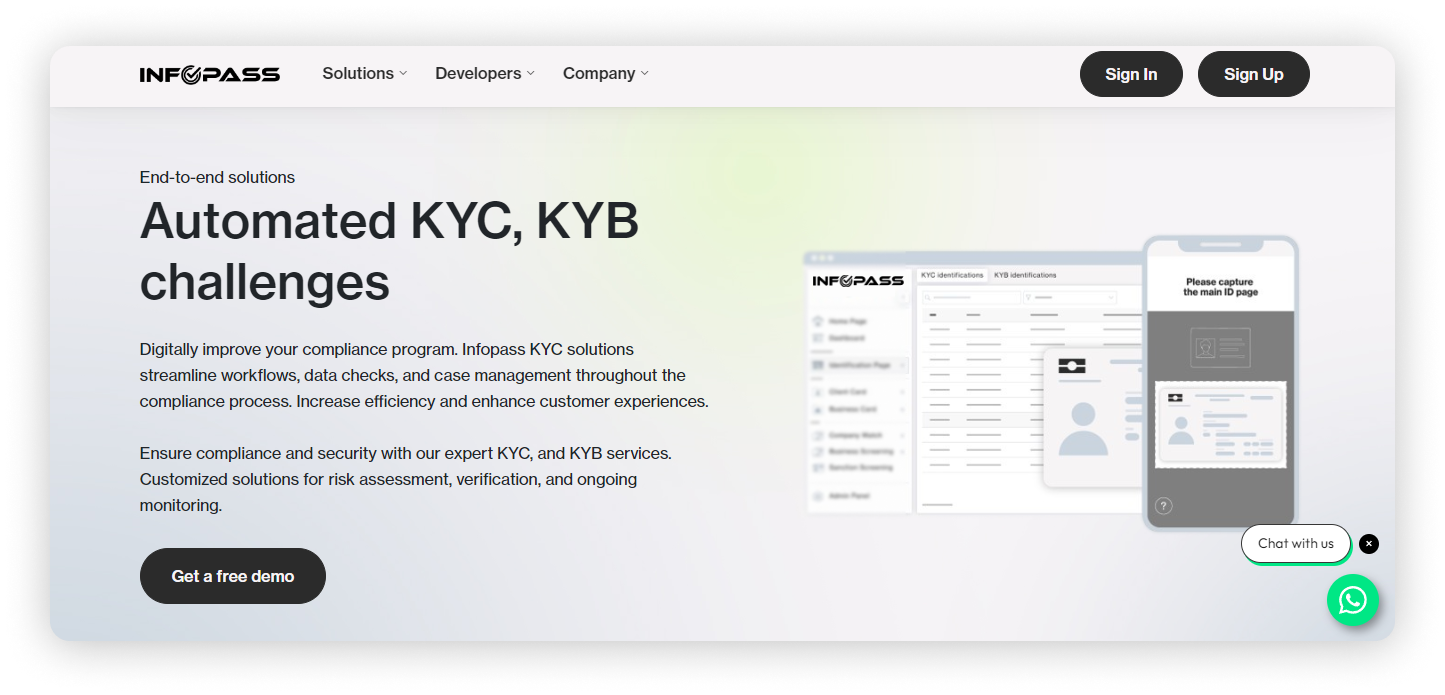 INFOPASS
Solutions
Developers
Company
Sign In
Sign Up
End-to-end solutions
Automated KYC, KYB
challenges
Digitally improve your compliance program. Infopass KYC solutions
streamline workflows, data checks, and case management throughout the
compliance process. Increase efficiency and enhance customer experiences.
Ensure compliance and security with our expert KYC, and KYB services.
Customized solutions for risk assessment, verification, and ongoing
monitoring.
Get a free demo
INFOPASS
KYC identifications
KYB identifications
Home Page
Dashboard
Identification Page
Client Card
Business Card
Company Watch
Business Screening
Sanction Screening
Admin Panel
Please capture
the main ID page
?
Chat with us